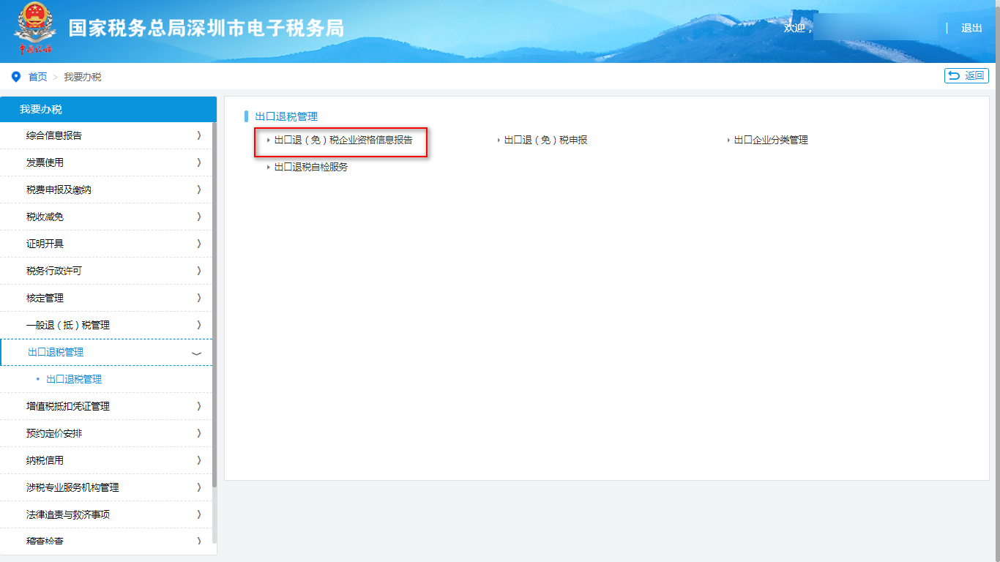 国家税务总局深圳市电子税务局
中国税务
欢迎，
| 退出
首页 > 我要办税
返回
我要办税
综合信息报告
发票使用
税费申报及缴纳
税收减免
证明开具
税务行政许可
核定管理
一般退（抵）税管理
出口退税管理
出口退税管理
增值税抵扣凭证管理
预约定价安排
纳税信用
涉税专业服务机构管理
法律追责与救济事项
稽查检查
出口退税管理
出口退（免）税企业资格信息报告
出口退（免）税申报
出口企业分类管理
出口退税自检服务